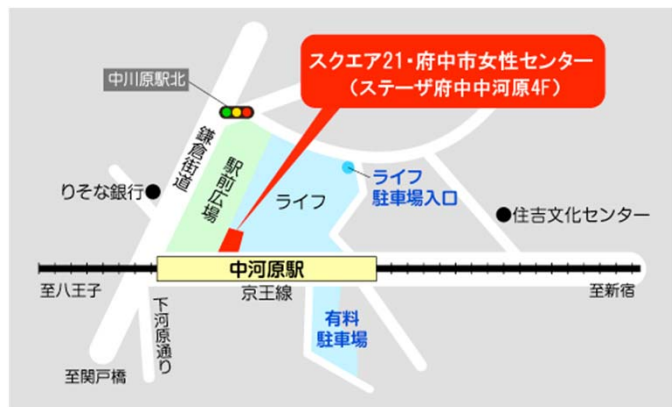 スクエア21・府中市女性センター
(ステーザ府中中河原4F)
中川原駅北
鎌倉街道
駅前広場
りそな銀行
ライフ
ライフ
駐車場入口
住吉文化センター
中河原駅
至八王子
京王線
至新宿
下河原通り
有料
駐車場
至関戸橋